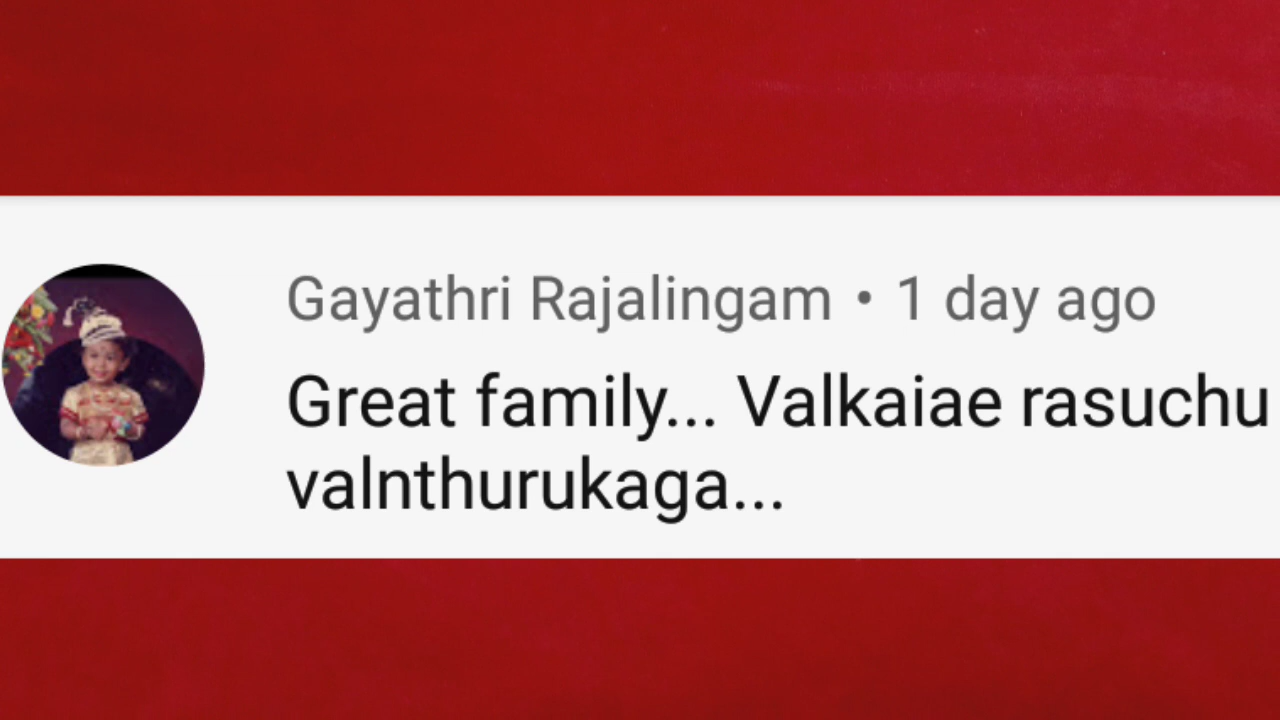 Gayathri Rajalingam • 1 day ago
Great family... Valkaiae rasuchu
valnthurukaga...